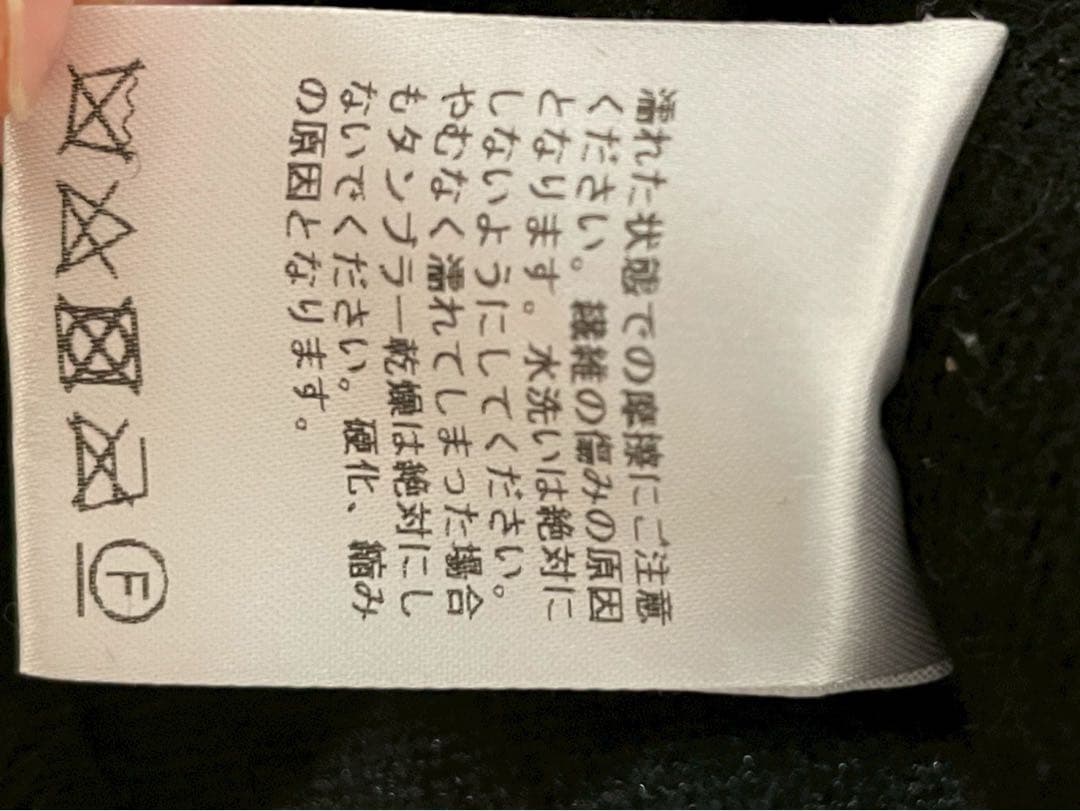 濡れた状態での摩擦にご注意
ください。繊維の傷みの原因
となります。水洗いは絶対に
しないようにしてください。
やむなく濡れてしまった場合
もタンブラー乾燥は絶対にし
ないでください。硬化、縮み
の原因となります。
F